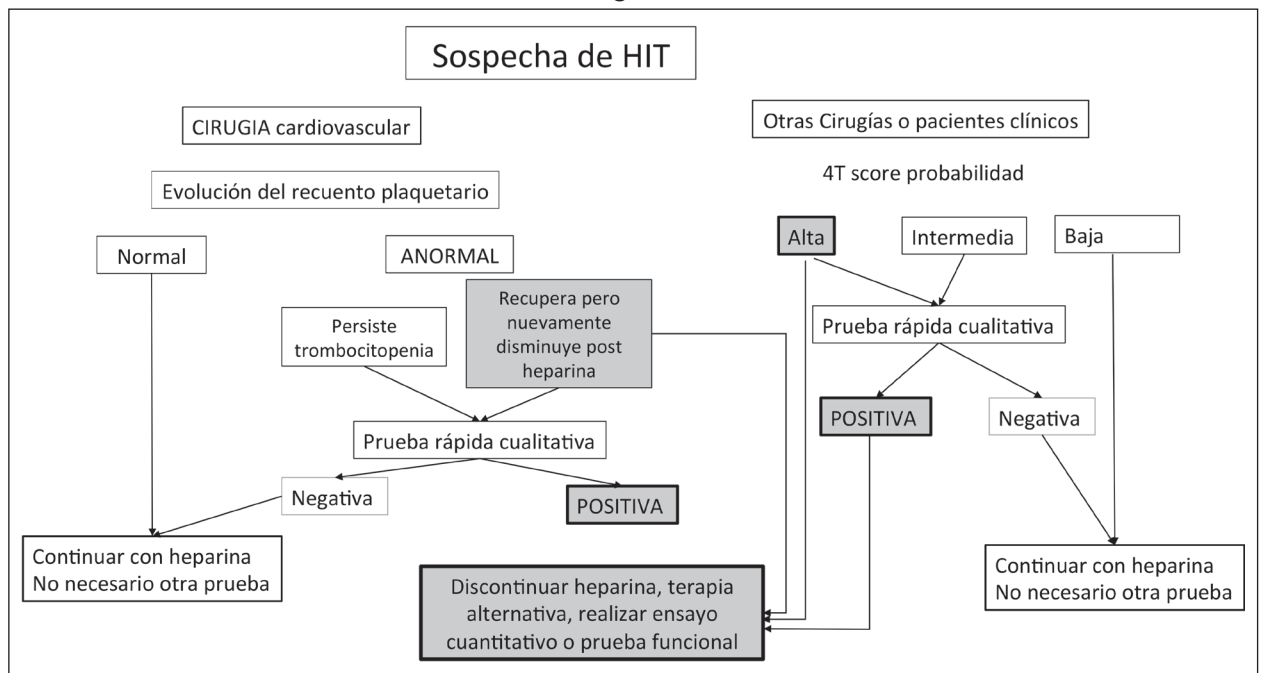 Sospecha de HIT
CIRUGIA cardiovascular
Evolución del recuento plaquetario
Normal
ANORMAL
Persiste
trombocitopenia
Recupera pero
nuevamente
disminuye post
heparina
Prueba rápida cualitativa
Negativa
POSITIVA
Continuar con heparina
No necesario otra prueba
Discontinuar heparina, terapia
alternativa, realizar ensayo
cuantitativo o prueba funcional
Otras Cirugías o pacientes clínicos
4T score probabilidad
Alta
Intermedia
Baja
Prueba rápida cualitativa
POSITIVA
Negativa
Continuar con heparina
No necesario otra prueba